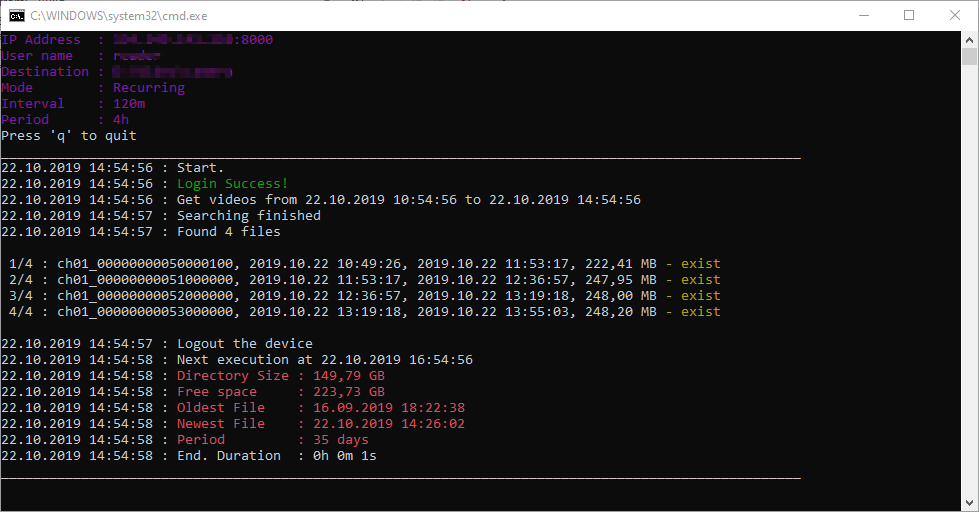 C:\WINDOWS\system32\cmd.exe
IP Address : :8000
User name :
Destination :
Mode : Recurring
Interval : 120m
Period : 4h
Press 'q' to quit
22.10.2019 14:54:56 : Start.
22.10.2019 14:54:56 : Login Success!
22.10.2019 14:54:56 : Get videos from 22.10.2019 10:54:56 to 22.10.2019 14:54:56
22.10.2019 14:54:57 : Searching finished
22.10.2019 14:54:57 : Found 4 files
1/4 : ch01_00000000050000100, 2019.10.22 10:49:26, 2019.10.22 11:53:17, 222,41 MB - exist
2/4 : ch01_00000000051000000, 2019.10.22 11:53:17, 2019.10.22 12:36:57, 247,95 MB - exist
3/4 : ch01_00000000052000000, 2019.10.22 12:36:57, 2019.10.22 13:19:18, 248,00 MB - exist
4/4 : ch01_00000000053000000, 2019.10.22 13:19:18, 2019.10.22 13:55:03, 248,20 MB - exist
22.10.2019 14:54:57 : Logout the device
22.10.2019 14:54:58 : Next execution at 22.10.2019 16:54:56
22.10.2019 14:54:58 : Directory Size : 149,79 GB
22.10.2019 14:54:58 : Free space : 223,73 GB
22.10.2019 14:54:58 : Oldest File : 16.09.2019 18:22:38
22.10.2019 14:54:58 : Newest File : 22.10.2019 14:26:02
22.10.2019 14:54:58 : Period : 35 days
22.10.2019 14:54:58 : End. Duration : 0h 0m 1s